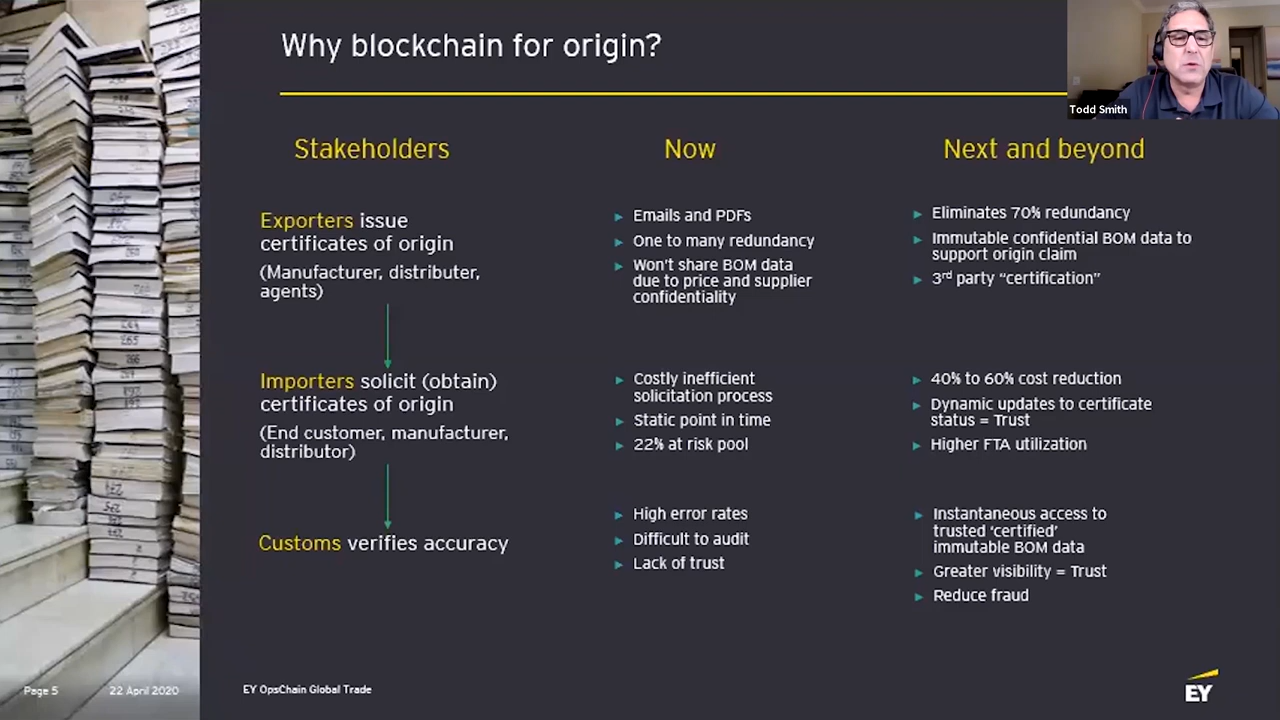 Why blockchain for origin?
Todd Smith
Stakeholders
Now
Next and beyond
Exporters issue
certificates of origin
(Manufacturer, distributer,
agents)
► Emails and PDFs
► One to many redundancy
► Won't share BOM data
due to price and supplier
confidentiality
► Eliminates 70% redundancy
► Immutable confidential BOM data to
support origin claim
► 3rd party “certification”
Importers solicit (obtain)
certificates of origin
(End customer, manufacturer,
distributor)
► Costly inefficient
solicitation process
► Static point in time
► 22% at risk pool
► 40% to 60% cost reduction
► Dynamic updates to certificate
status = Trust
► Higher FTA utilization
Customs verifies accuracy
► High error rates
► Difficult to audit
► Lack of trust
► Instantaneous access to
trusted ‘certified’
immutable BOM data
► Greater visibility = Trust
► Reduce fraud
Page 5
22 April 2020
EY OpsChain Global Trade
EY